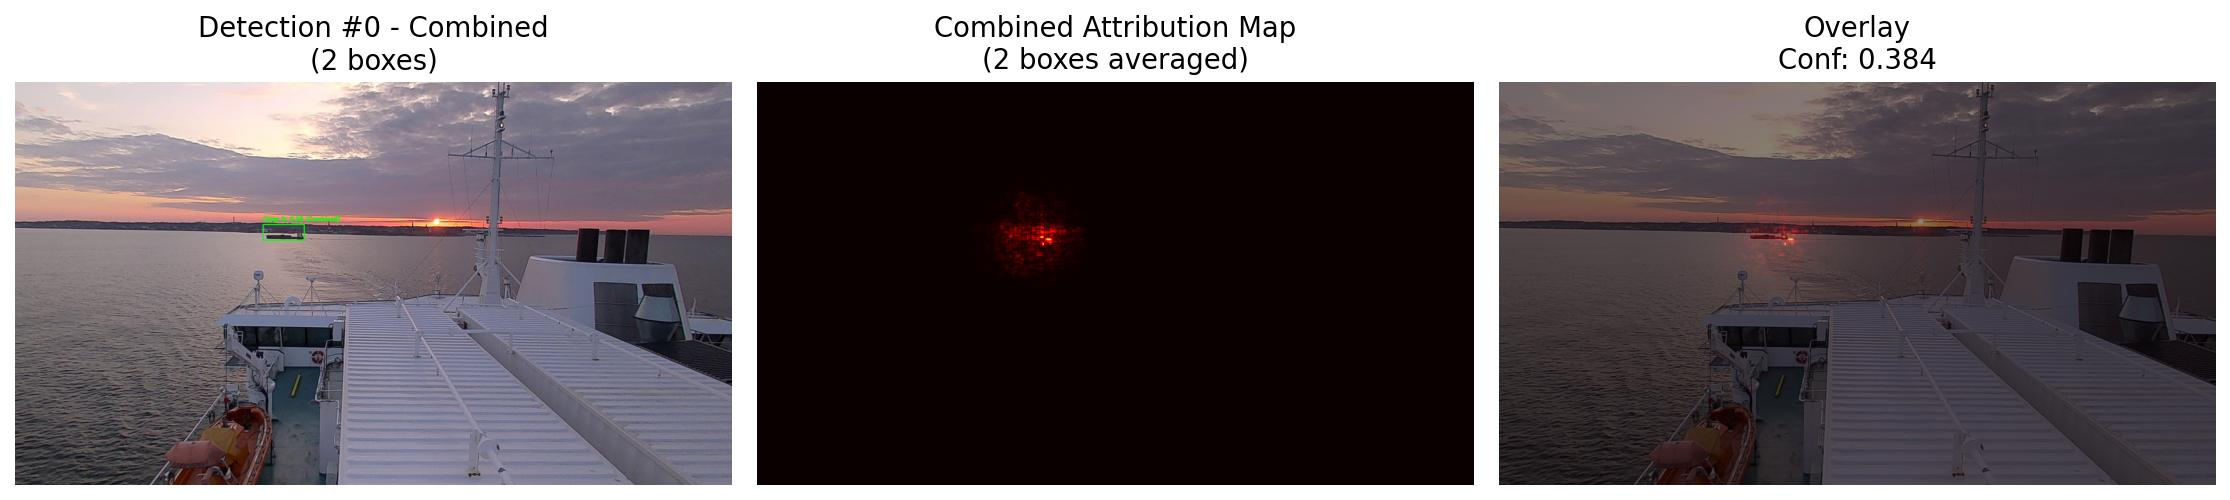 Detection #0 - Combined
(2 boxes)
Combined Attribution Map
(2 boxes averaged)
Overlay
Conf: 0.384